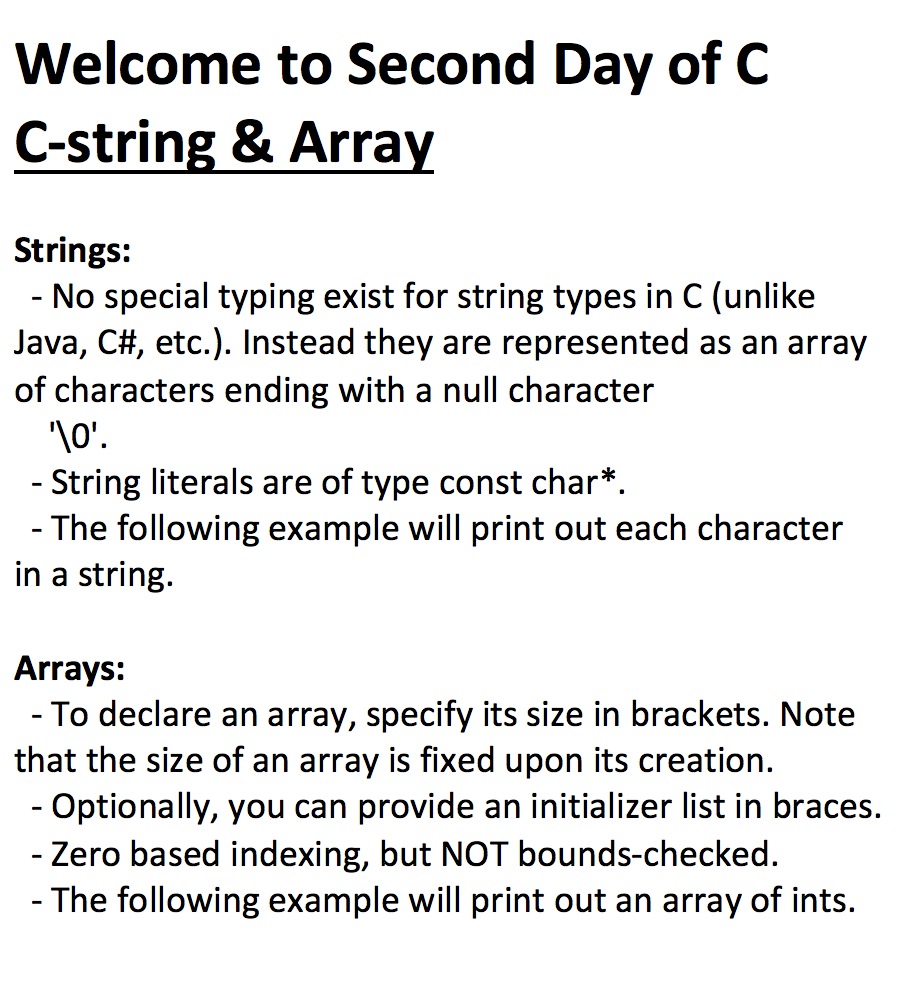 Welcome to Second Day of C
C-string & Array
Strings:
- No special typing exist for string types in C (unlike
Java, C#, etc.). Instead they are represented as an array
of characters ending with a null character
'\0'.
- String literals are of type const char*.
- The following example will print out each character
in a string.
Arrays:
- To declare an array, specify its size in brackets. Note
that the size of an array is fixed upon its creation.
- Optionally, you can provide an initializer list in braces.
- Zero based indexing, but NOT bounds-checked.
- The following example will print out an array of ints.